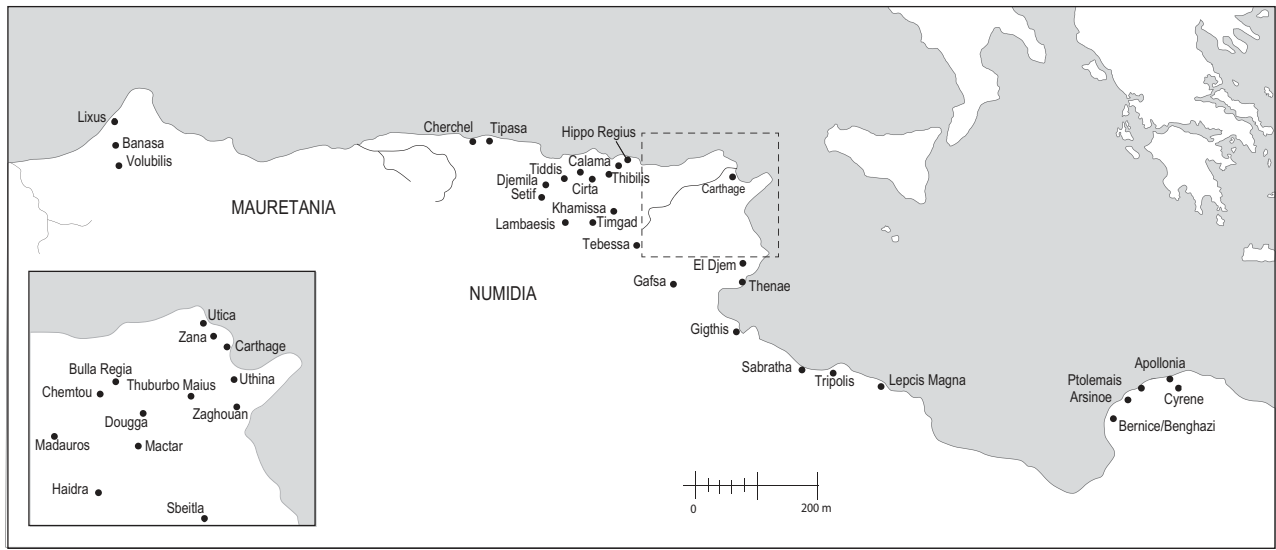 Lixus
Banasa
Volubilis
MAURETANIA
Cherchel
Tipasa
Hippo Regius
Calama
Tiddis
Thibilis
Djemila
Cirta
Setif
Khamissa
Lambaesis
Timgad
Tebessa
Carthage
El Djem
Gafsa
Thenae
NUMIDIA
Gigthis
Sabratha
Tripolis
Lepcis Magna
Apollonia
Ptolemais
Arsinoe
Cyrene
Bernice/Benghazi
Utica
Zana
Carthage
Bulla Regia
Thuburbo Maius
Uthina
Chemtou
Zaghouan
Dougga
Madauros
Mactar
Haidra
Sbeitla
0
200 m